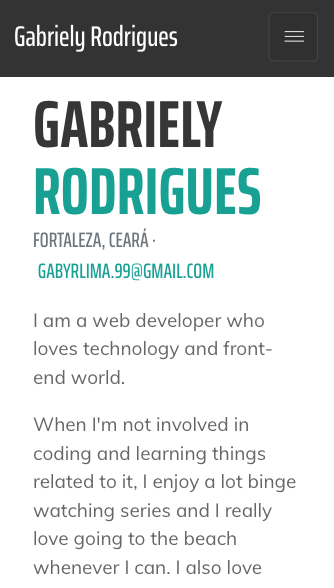 Gabriely Rodrigues
GABRIELY
RODRIGUES
FORTALEZA, CEARÁ ·
GABYRLIMA.99@GMAIL.COM
I am a web developer who
loves technology and front-
end world.
When I'm not involved in
coding and learning things
related to it, I enjoy a lot binge
watching series and I really
love going to the beach
whenever I can. I also love